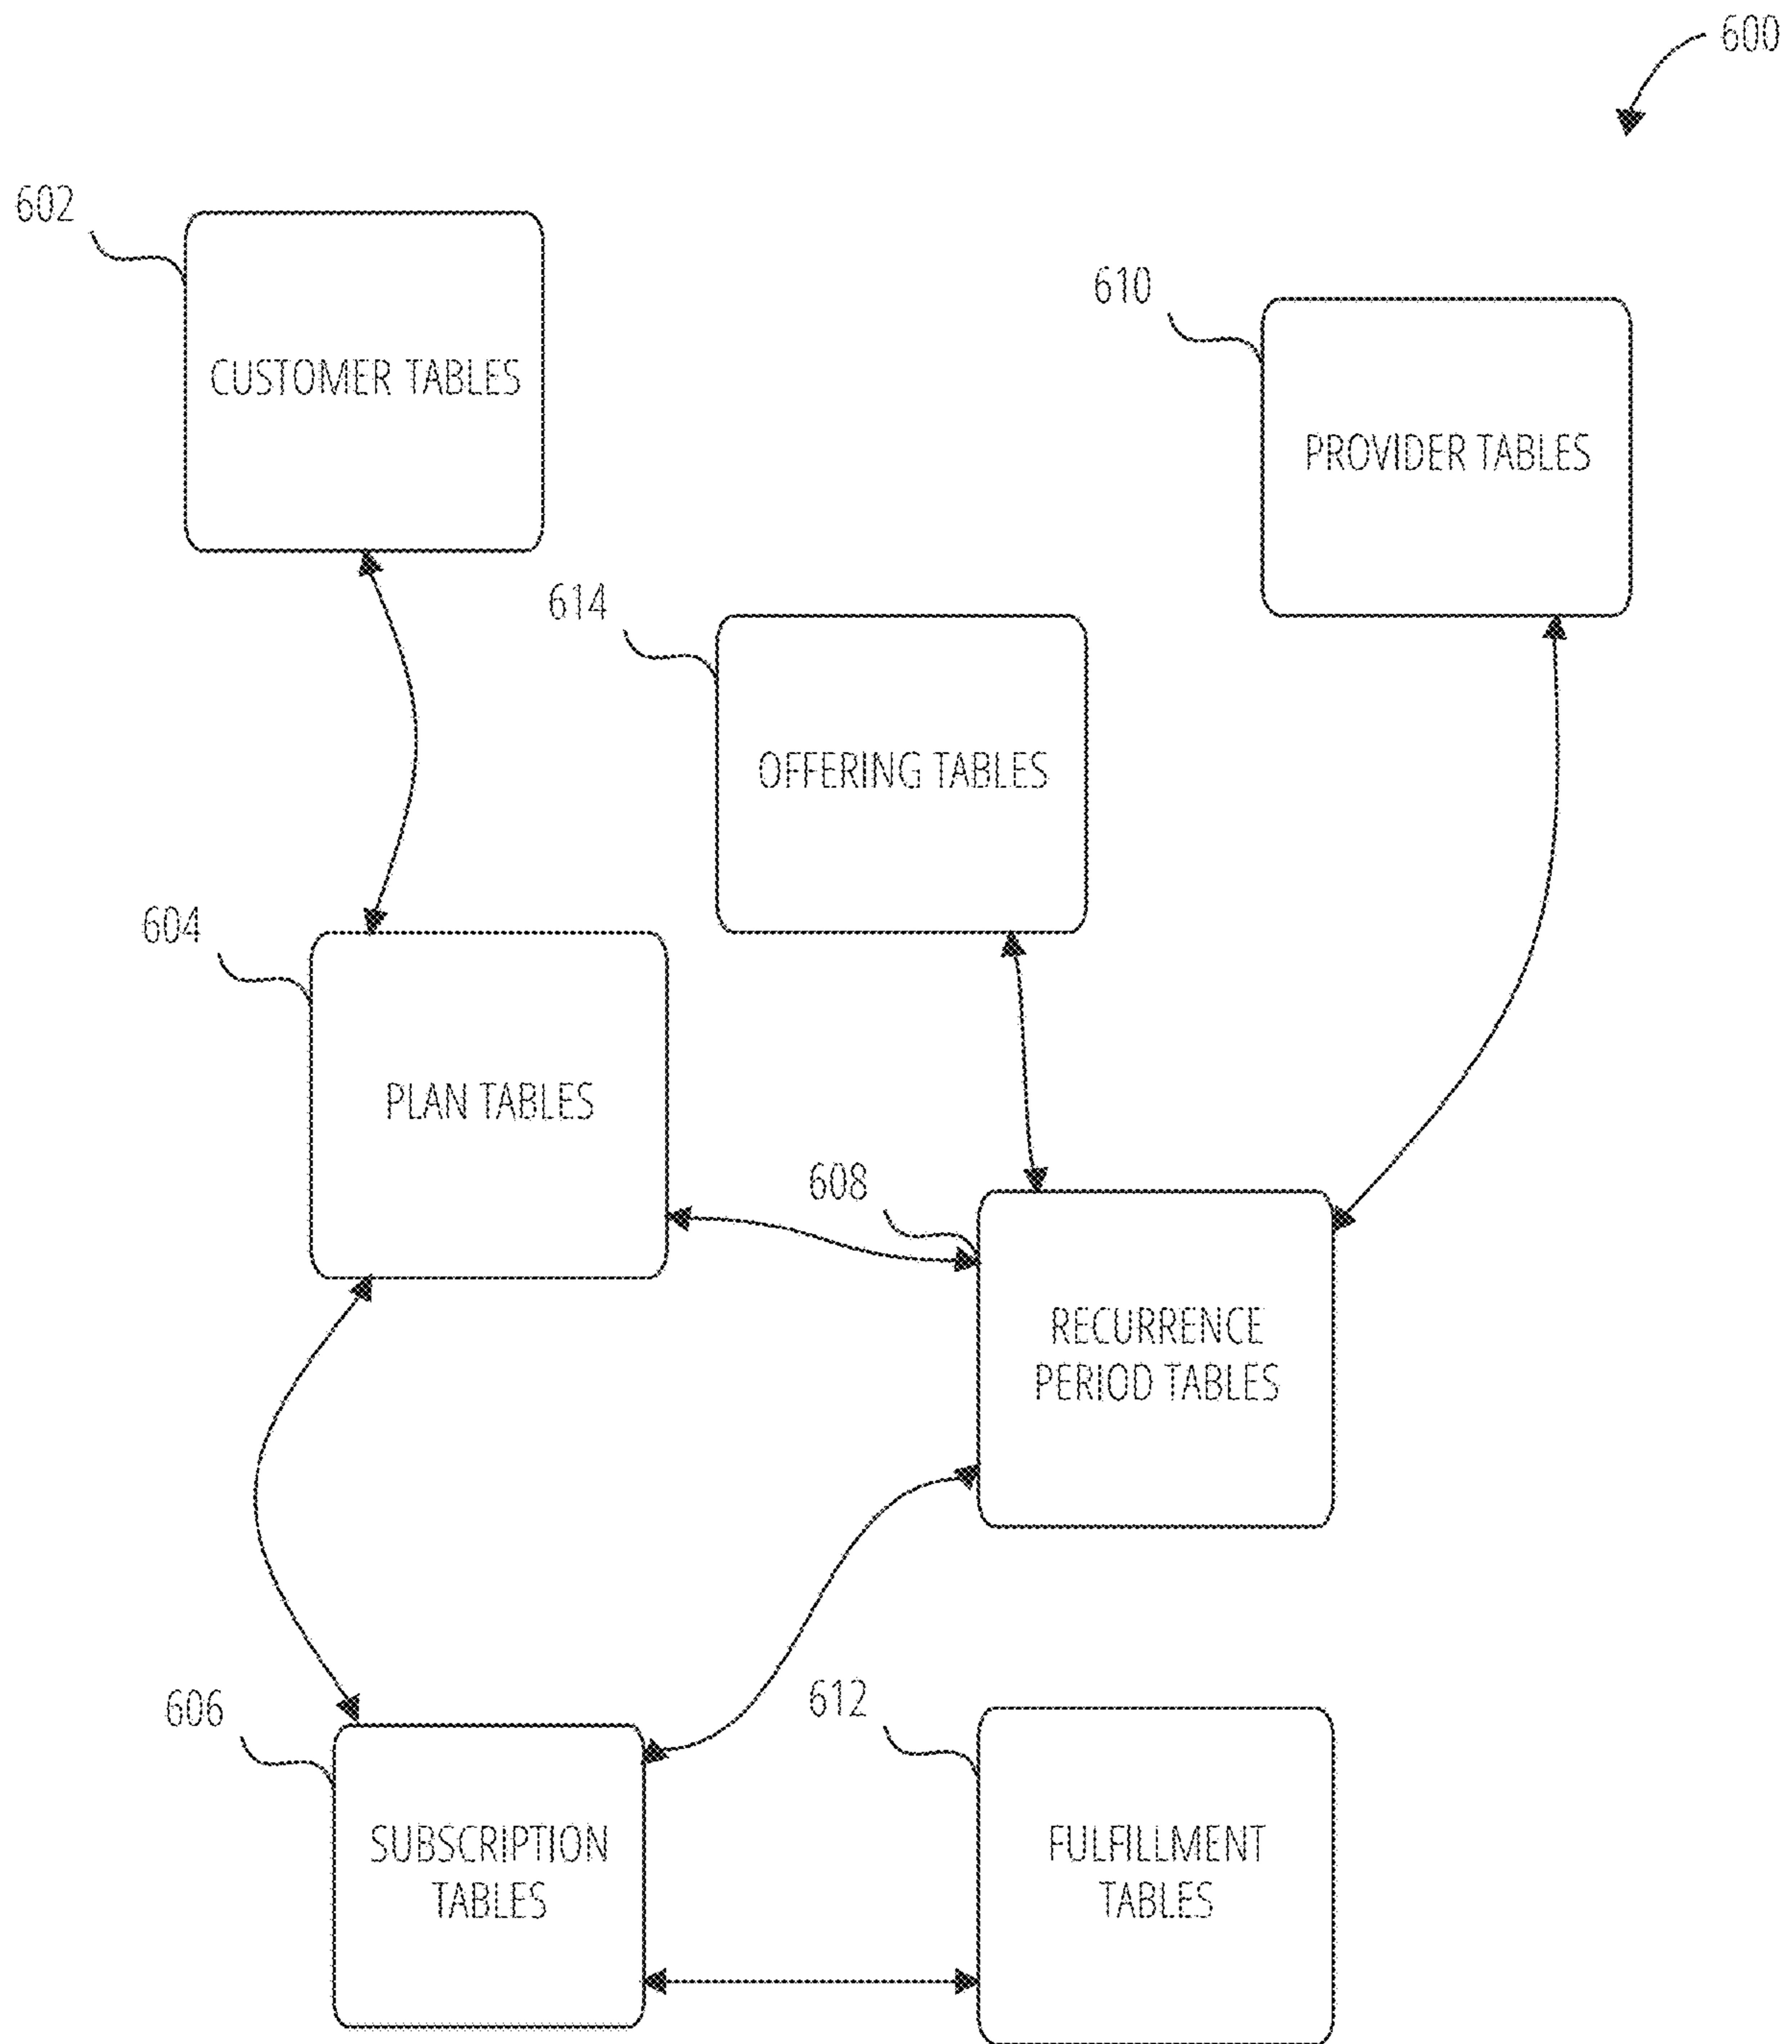 600
602
CUSTOMER TABLES
610
PROVIDER TABLES
614
OFFERING TABLES
604
PLAN TABLES
608
RECURRENCE
PERIOD TABLES
606
SUBSCRIPTION
TABLES
612
FULFILLMENT
TABLES